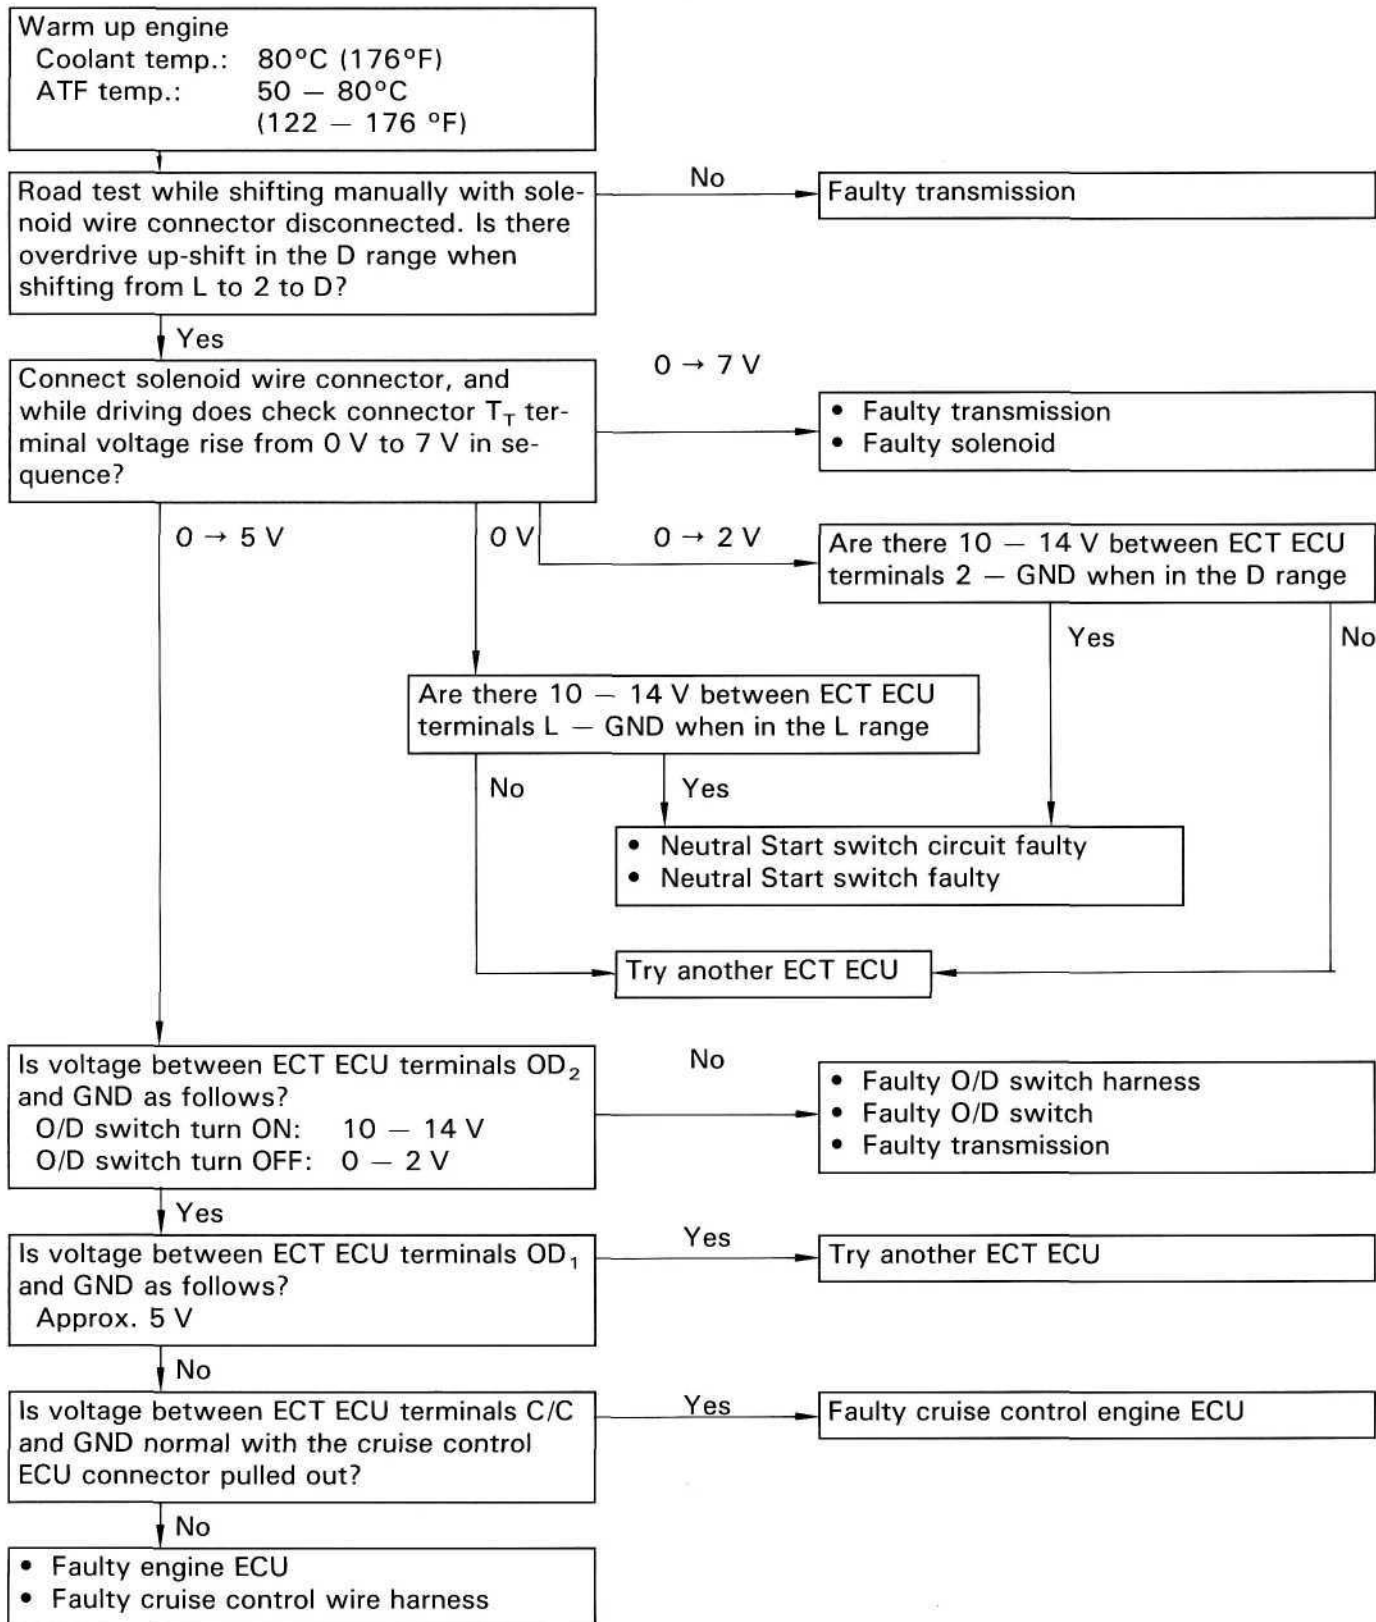 Warm up engine
Coolant temp.: 80°C (176°F)
ATF temp.: 50 — 80°C
(122 — 176 °F)
Road test while shifting manually with sole-
noid wire connector disconnected. Is there
overdrive up-shift in the D range when
shifting from L to 2 to D?
No
Faulty transmission
Yes
Connect solenoid wire connector, and
while driving does check connector T_T ter-
minal voltage rise from 0 V to 7 V in se-
quence?
0 → 7 V
• Faulty transmission
• Faulty solenoid
0 → 5 V
0 V
0 → 2 V
Are there 10 — 14 V between ECT ECU
terminals 2 — GND when in the D range
Yes
No
Are there 10 — 14 V between ECT ECU
terminals L — GND when in the L range
No
Yes
• Neutral Start switch circuit faulty
• Neutral Start switch faulty
Try another ECT ECU
Is voltage between ECT ECU terminals OD₂
and GND as follows?
O/D switch turn ON: 10 — 14 V
O/D switch turn OFF: 0 — 2 V
No
• Faulty O/D switch harness
• Faulty O/D switch
• Faulty transmission
Yes
Is voltage between ECT ECU terminals OD₁
and GND as follows?
Approx. 5 V
Yes
Try another ECT ECU
No
Is voltage between ECT ECU terminals C/C
and GND normal with the cruise control
ECU connector pulled out?
Yes
Faulty cruise control engine ECU
No
• Faulty engine ECU
• Faulty cruise control wire harness